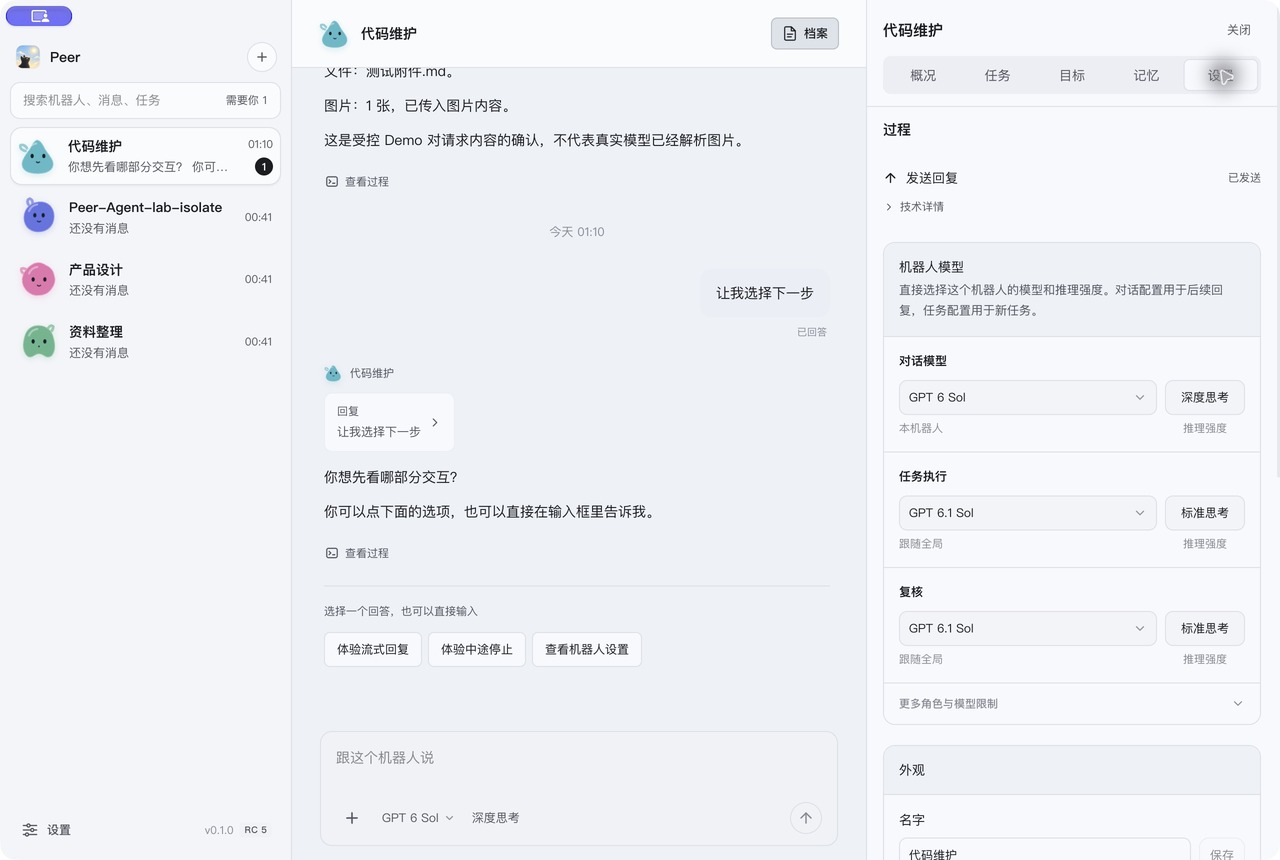 Peer
搜索机器人、消息、任务
需要你 1
代码维护
01:10
你想先看哪部分交互？ 你可…
1
Peer-Agent-lab-isolate
还没有消息
00:41
产品设计
还没有消息
00:41
资料整理
还没有消息
00:41
设置
v0.1.0 RC 5
代码维护
档案
文件：测试附件.md。
图片：1 张，已传入图片内容。
这是受控 Demo 对请求内容的确认，不代表真实模型已经解析图片。
查看过程
今天 01:10
让我选择下一步
已回答
代码维护
回复
让我选择下一步
你想先看哪部分交互？
你可以点下面的选项，也可以直接在输入框里告诉我。
查看过程
选择一个回答，也可以直接输入
体验流式回复
体验中途停止
查看机器人设置
跟这个机器人说
GPT 6 Sol
深度思考
代码维护
关闭
概况
任务
目标
记忆
过程
发送回复
已发送
技术详情
机器人模型
直接选择这个机器人的模型和推理强度。对话配置用于后续回
复，任务配置用于新任务。
对话模型
GPT 6 Sol
深度思考
本机器人
推理强度
任务执行
GPT 6.1 Sol
标准思考
跟随全局
推理强度
复核
GPT 6.1 Sol
标准思考
跟随全局
推理强度
更多角色与模型限制
外观
名字
代码维护
保存